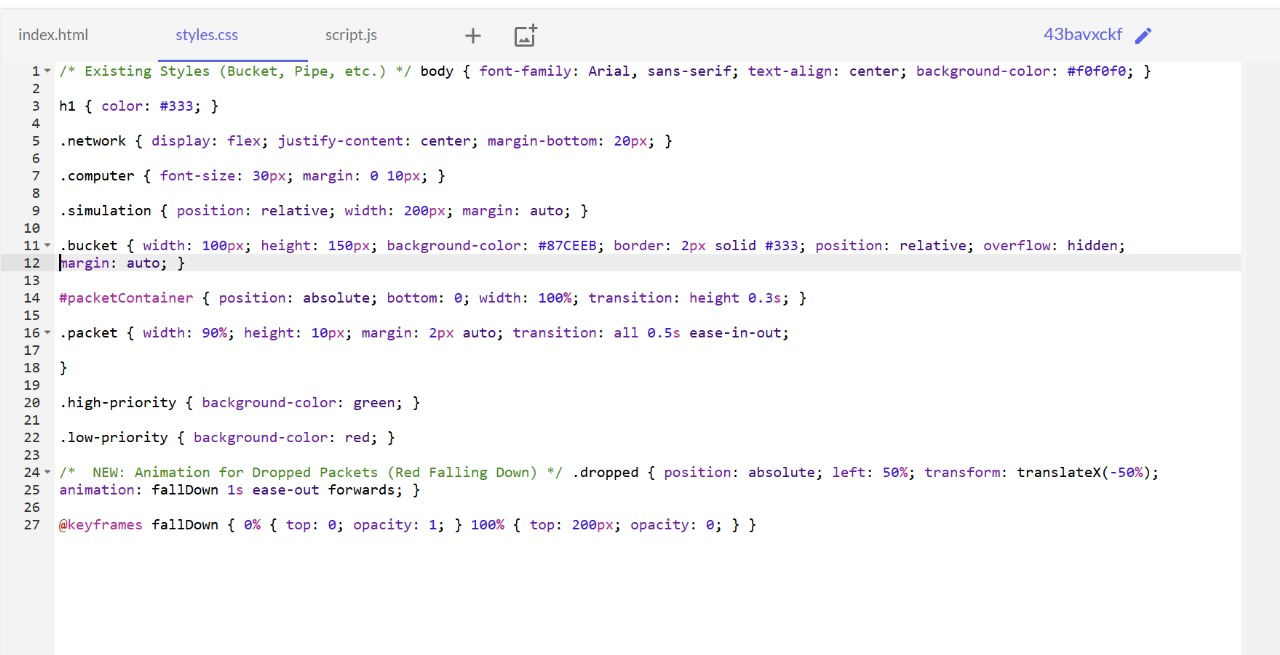 index.html styles.css script.js + 43bavxckf
1 /* Existing Styles (Bucket, Pipe, etc.) */ body { font-family: Arial, sans-serif; text-align: center; background-color: #f0f0f0; }
2
3 h1 { color: #333; }
4
5 .network { display: flex; justify-content: center; margin-bottom: 20px; }
6
7 .computer { font-size: 30px; margin: 0 10px; }
8
9 .simulation { position: relative; width: 200px; margin: auto; }
10
11 .bucket { width: 100px; height: 150px; background-color: #87CEEB; border: 2px solid #333; position: relative; overflow: hidden;
12 margin: auto; }
13
14 #packetContainer { position: absolute; bottom: 0; width: 100%; transition: height 0.3s; }
15
16 .packet { width: 90%; height: 10px; margin: 2px auto; transition: all 0.5s ease-in-out;
17
18 }
19
20 .high-priority { background-color: green; }
21
22 .low-priority { background-color: red; }
23
24 /*  NEW: Animation for Dropped Packets (Red Falling Down) */ .dropped { position: absolute; left: 50%; transform: translateX(-50%);
25 animation: fallDown 1s ease-out forwards; }
26
27 @keyframes fallDown { 0% { top: 0; opacity: 1; } 100% { top: 200px; opacity: 0; } }